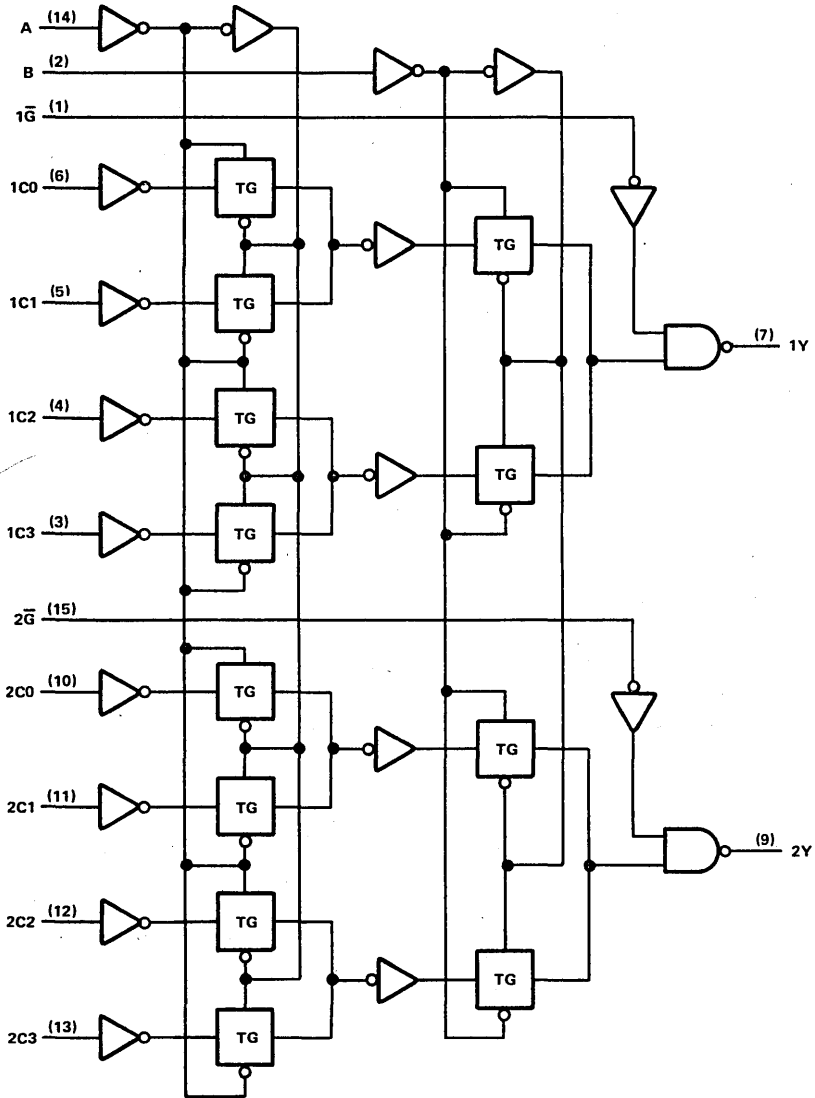 A (14)
B (2)
1G̅ (1)
1C0 (6) TG
TG
1C1 (5) TG
(7) 1Y
1C2 (4) TG
TG
1C3 (3) TG
2G̅ (15)
2C0 (10) TG
TG
2C1 (11) TG
(9) 2Y
2C2 (12) TG
TG
2C3 (13) TG